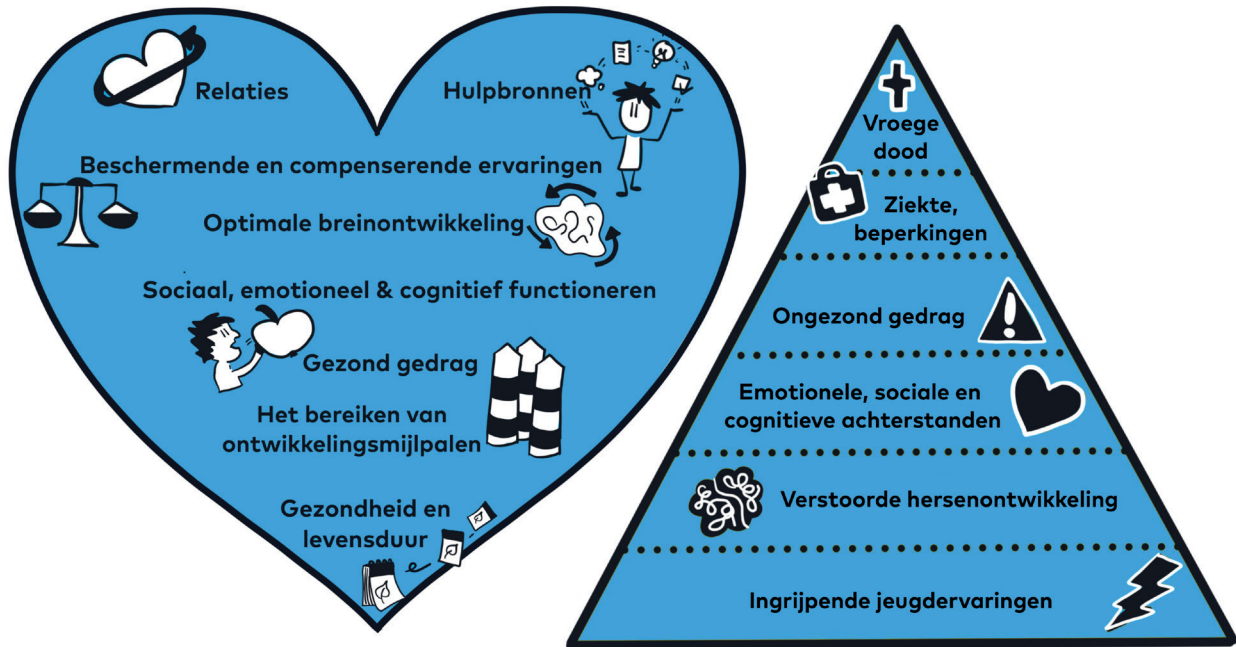 Relaties
Hulpbronnen
Beschermende en compenserende ervaringen
Optimale breinontwikkeling
Sociaal, emotioneel & cognitief functioneren
Gezond gedrag
Het bereiken van
ontwikkelingsmijlpalen
Gezondheid en
levensduur
Vroege
dood
Ziekte,
beperkingen
Ongezond gedrag
Emotionele, sociale en
cognitieve achterstanden
Verstoorde hersenontwikkeling
Ingrijpende jeugdervaringen